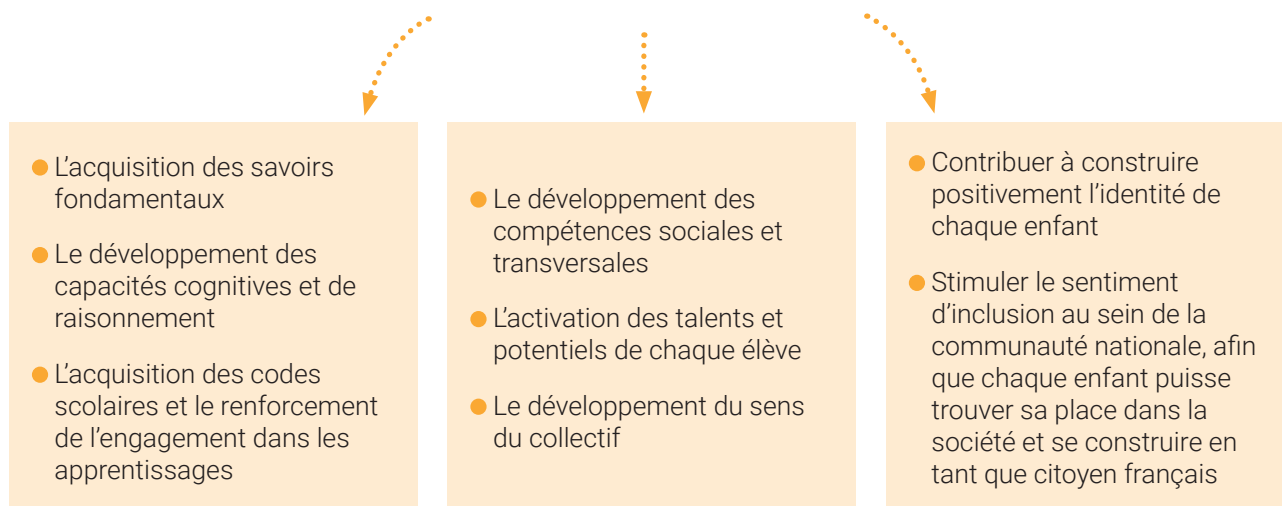 ● L'acquisition des savoirs
fondamentaux
● Le développement des
capacités cognitives et de
raisonnement
● L'acquisition des codes
scolaires et le renforcement
de l'engagement dans les
apprentissages
● Le développement des
compétences sociales et
transversales
● L'activation des talents et
potentiels de chaque élève
● Le développement du sens
du collectif
● Contribuer à construire
positivement l'identité de
chaque enfant
● Stimuler le sentiment
d'inclusion au sein de la
communauté nationale, afin
que chaque enfant puisse
trouver sa place dans la
société et se construire en
tant que citoyen français